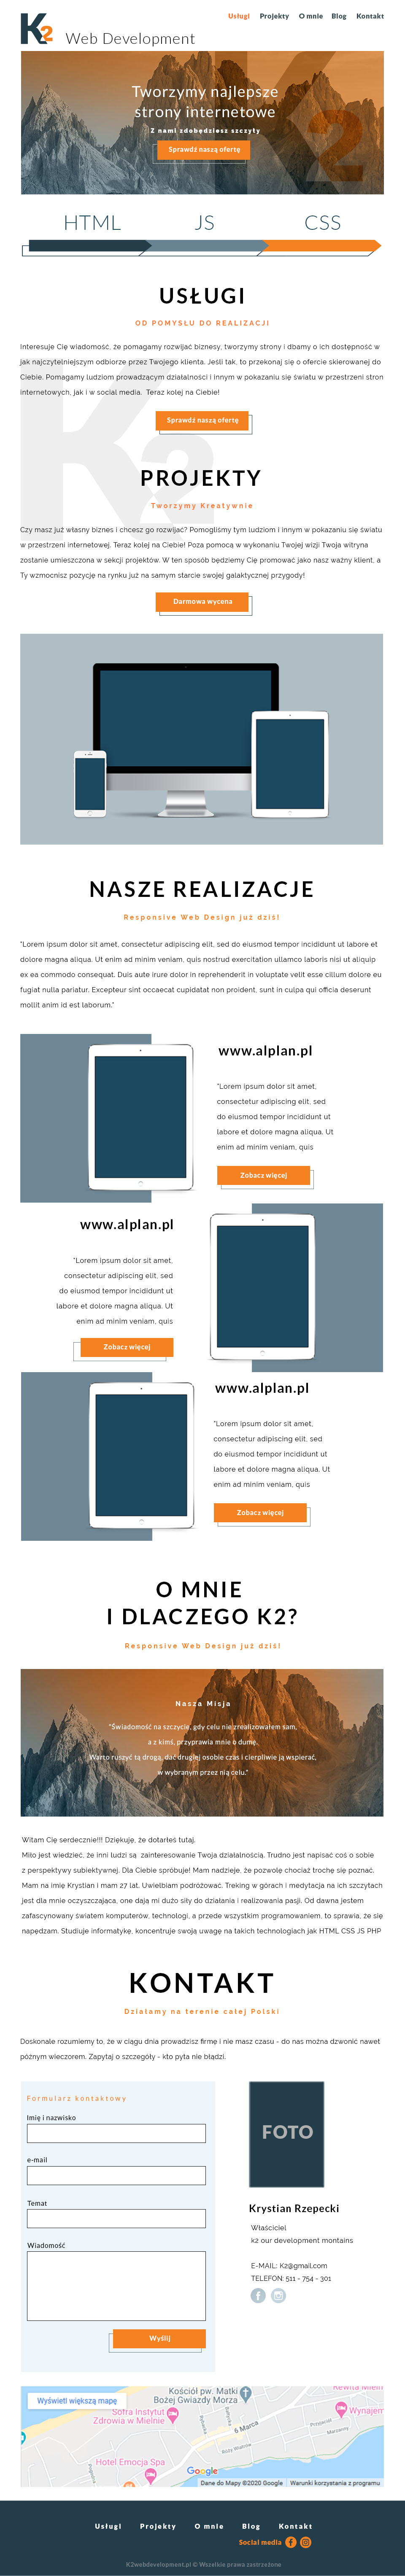 K2 Web Development
Usługi Projekty O mnie Blog Kontakt
Tworzymy najlepsze
strony internetowe
Z nami zdobędziesz szczyty
Sprawdź naszą ofertę
HTML JS CSS
USŁUGI
OD POMYSŁU DO REALIZACJI
Interesuje Cię wiadomość, że pomagamy rozwijać biznesy, tworzymy strony i dbamy o ich dostępność w
jak najczytelniejszym odbiorze przez Twojego klienta. Jeśli tak, to przekonaj się o ofercie skierowanej do
Ciebie. Pomagamy ludziom prowadzącym działalności i innym w pokazaniu się światu w przestrzeni stron
internetowych, jak i w social media. Teraz kolej na Ciebie!
Sprawdź naszą ofertę
K2
PROJEKTY
Tworzymy Kreatywnie
Czy masz już własny biznes i chcesz go rozwijać? Pomogliśmy tym ludziom i innym w pokazaniu się światu
w przestrzeni internetowej. Teraz kolej na Ciebie! Poza pomocą w wykonaniu Twojej wizji Twoja witryna
zostanie umieszczona w sekcji projektów. W ten sposób będziemy Cię promować jako nasz ważny klient, a
Ty wzmocnisz pozycję na rynku już na samym starcie swojej galaktycznej przygody!
Darmowa wycena
NASZE REALIZACJE
Responsive Web Design już dziś!
"Lorem ipsum dolor sit amet, consectetur adipiscing elit, sed do eiusmod tempor incididunt ut labore et
dolore magna aliqua. Ut enim ad minim veniam, quis nostrud exercitation ullamco laboris nisi ut aliquip
ex ea commodo consequat. Duis aute irure dolor in reprehenderit in voluptate velit esse cillum dolore eu
fugiat nulla pariatur. Excepteur sint occaecat cupidatat non proident, sunt in culpa qui officia deserunt
mollit anim id est laborum."
www.alplan.pl
"Lorem ipsum dolor sit amet,
consectetur adipiscing elit, sed
do eiusmod tempor incididunt ut
labore et dolore magna aliqua. Ut
enim ad minim veniam, quis
Zobacz więcej
www.alplan.pl
"Lorem ipsum dolor sit amet,
consectetur adipiscing elit, sed
do eiusmod tempor incididunt ut
labore et dolore magna aliqua. Ut
enim ad minim veniam, quis
Zobacz więcej
www.alplan.pl
"Lorem ipsum dolor sit amet,
consectetur adipiscing elit, sed
do eiusmod tempor incididunt ut
labore et dolore magna aliqua. Ut
enim ad minim veniam, quis
Zobacz więcej
O MNIE
I DLACZEGO K2?
Responsive Web Design już dziś!
Nasza Misja
"Świadomość na szczycie, gdy celu nie zrealizowałem sam,
a z kimś, przyprawia mnie o dumę.
Warto ruszyć tą drogą, dać drugiej osobie czas i cierpliwie ją wspierać,
w wybranym przez nią celu."
Witam Cię serdecznie!!! Dziękuję, że dotarłeś tutaj.
Miło jest wiedzieć, że inni ludzi są zainteresowanie Twoją działalnością. Trudno jest napisać coś o sobie
z perspektywy subiektywnej. Dla Ciebie spróbuje! Mam nadzieje, że pozwolę chociaż trochę się poznać.
Mam na imię Krystian i mam 27 lat. Uwielbiam podróżować. Treking w górach i medytacja na ich szczytach
jest dla mnie oczyszczająca, one dają mi dużo siły do działania i realizowania pasji. Od dawna jestem
zafascynowany światem komputerów, technologi, a przede wszystkim programowaniem, to sprawia, że się
napędzam. Studiuje informatykę, koncentruje swoją uwagę na takich technologiach jak HTML CSS JS PHP
KONTAKT
Działamy na terenie całej Polski
Doskonale rozumiemy to, że w ciągu dnia prowadzisz firmę i nie masz czasu - do nas można dzwonić nawet
późnym wieczorem. Zapytaj o szczegóły - kto pyta nie błądzi.
Formularz kontaktowy
Imię i nazwisko
e-mail
Temat
Wiadomość
Wyślij
FOTO
Krystian Rzepecki
Właściciel
k2 our development montains
E-MAIL: K2@gmail.com
TELEFON: 511 - 754 - 301
Wyświetl większą mapę
Kościół pw. Matki
Bożej Gwiazdy Morza
Rewita Mielno
Sofra Instytut
Zdrowia w Mielnie
Wynajem
6 Marca
Hotel Emocja Spa
Google
Dane do Mapy ©2020 Google Warunki korzystania z programu
Usługi Projekty O mnie Blog Kontakt
Social media
K2webdevelopment.pl © Wszelkie prawa zastrzeżone